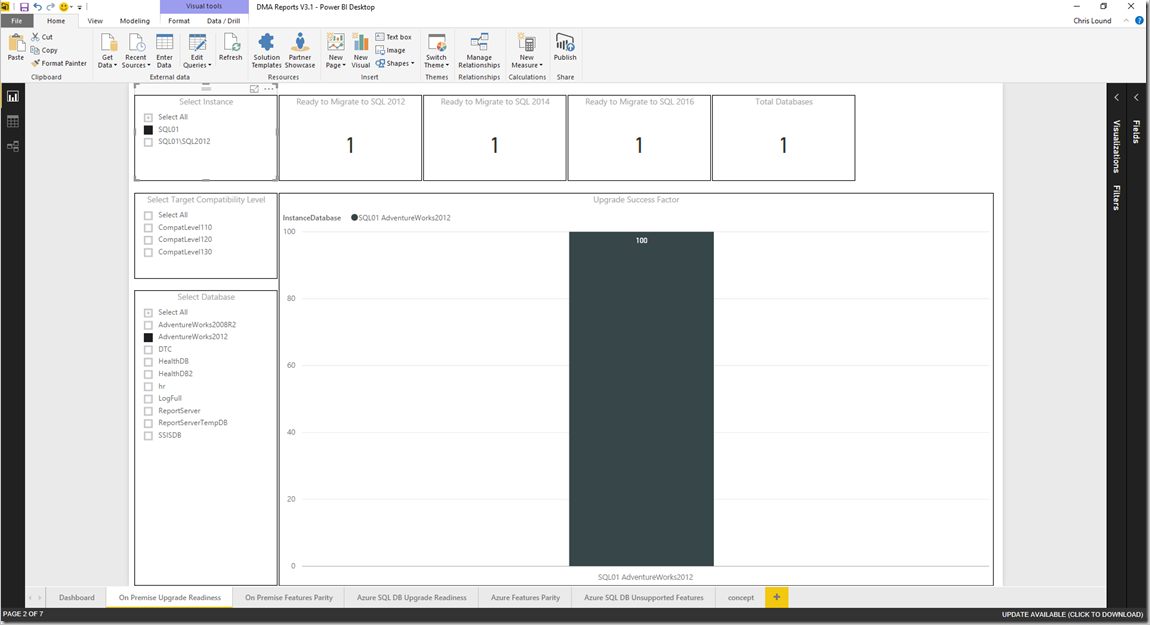 Visual tools
DMA Reports V3.1 - Power BI Desktop
File Home View Modeling Format Data / Drill
Chris Lound
Paste
Cut
Copy
Format Painter
Clipboard
Get Data
Recent Sources
Enter Data
Edit Queries
External data
Refresh
Solution Templates
Partner Showcase
Resources
New Page
New Visual
Text box
Image
Shapes
Insert
Switch Theme
Themes
Manage Relationships
Relationships
New Measure
Calculations
Publish
Share
Select Instance
Select All
SQL01
SQL01\SQL2012
Ready to Migrate to SQL 2012
1
Ready to Migrate to SQL 2014
1
Ready to Migrate to SQL 2016
1
Total Databases
1
Visualizations
Filters
Fields
Select Target Compatibility Level
Select All
CompatLevel110
CompatLevel120
CompatLevel130
Select Database
Select All
AdventureWorks2008R2
AdventureWorks2012
DTC
HealthDB
HealthDB2
hr
LogFull
ReportServer
ReportServerTempDB
SSISDB
Upgrade Success Factor
InstanceDatabase SQL01 AdventureWorks2012
100
100
80
60
40
20
0
SQL01 AdventureWorks2012
Dashboard On Premise Upgrade Readiness On Premise Features Parity Azure SQL DB Upgrade Readiness Azure Features Parity Azure SQL DB Unsupported Features concept +
PAGE 2 OF 7
UPDATE AVAILABLE (CLICK TO DOWNLOAD)